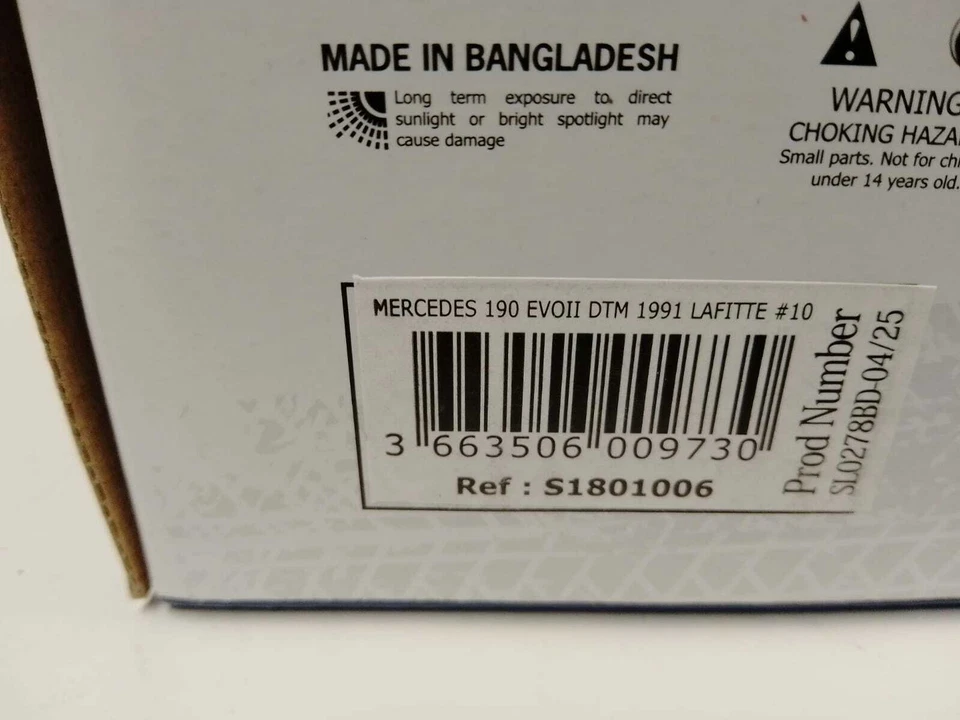 MADE IN BANGLADESH
Long term exposure to direct
sunlight or bright spotlight may
cause damage
WARNING
CHOKING HAZA
Small parts. Not for chi
under 14 years old.
MERCEDES 190 EVOII DTM 1991 LAFITTE #10
3 663506 009730
Ref : S1801006
Prod Number
SL0278BD-04/25